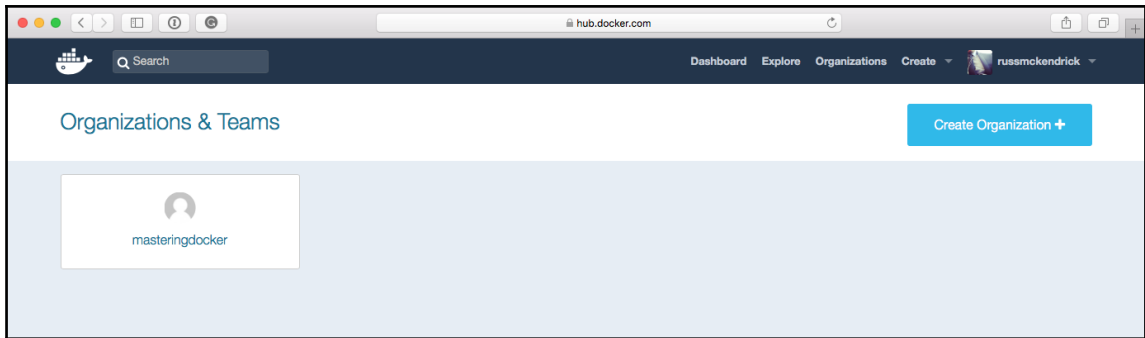 hub.docker.com
Search
Dashboard Explore Organizations Create russmckendrick
Organizations & Teams
Create Organization +
masteringdocker